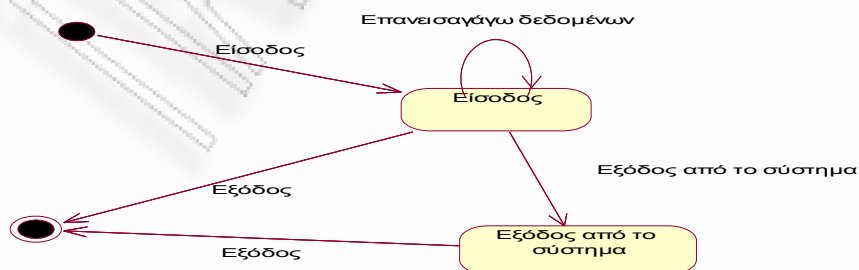 Επανεισαγάγω δεδομένων
Είσοδος
Είσοδος
Εξόδος από το σύστημα
Εξόδος
Εξόδος από το
σύστημα
Εξόδος